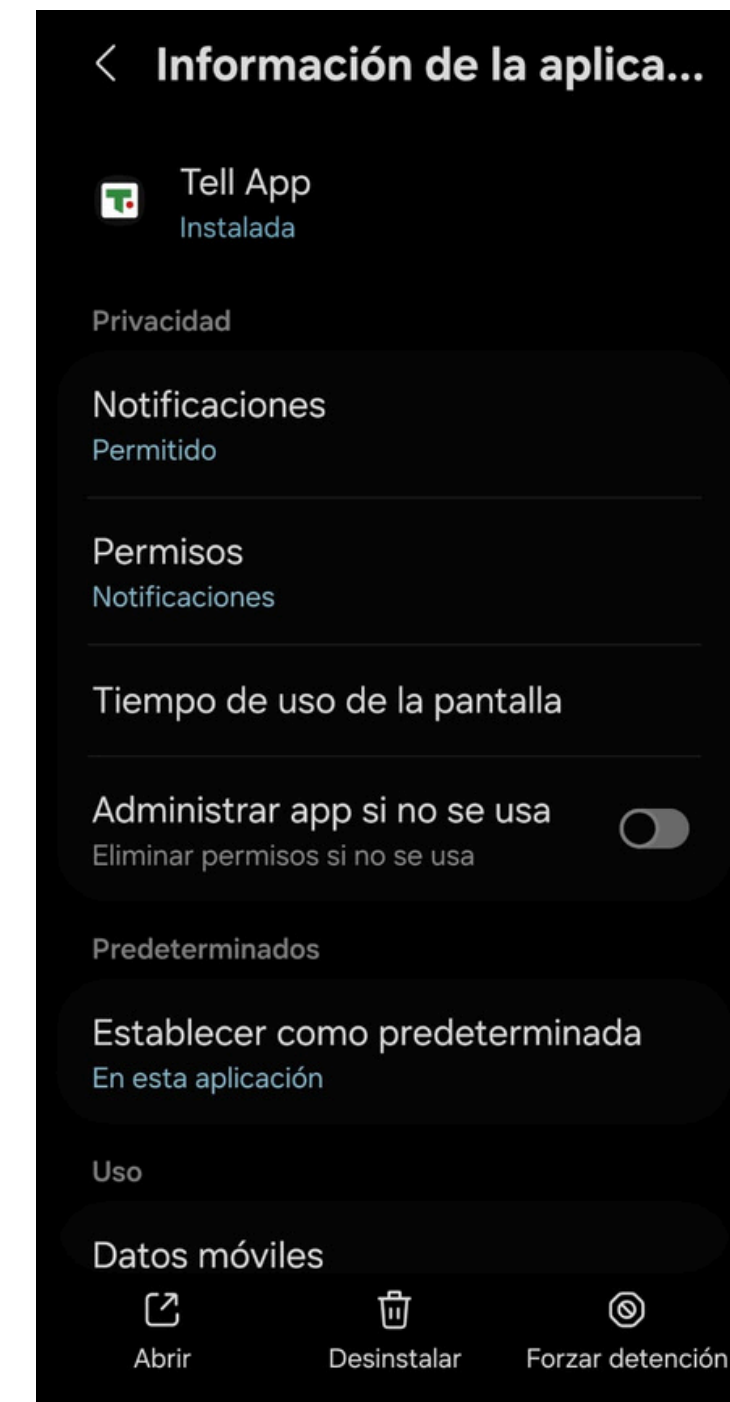 Información de la aplica...
Tell App
Instalada
Privacidad
Notificaciones
Permitido
Permisos
Notificaciones
Tiempo de uso de la pantalla
Administrar app si no se usa
Eliminar permisos si no se usa
Predeterminados
Establecer como predeterminada
En esta aplicación
Uso
Datos móviles
Abrir Desinstalar Forzar detención